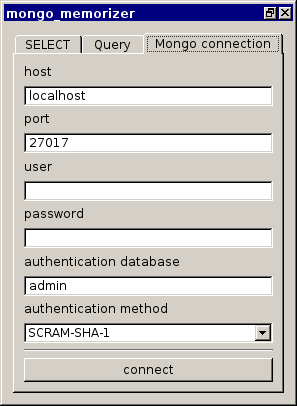 mongo_memorizer
SELECT Query Mongo connection
host
localhost
port
27017
user
password
authentication database
admin
authentication method
SCRAM-SHA-1
connect